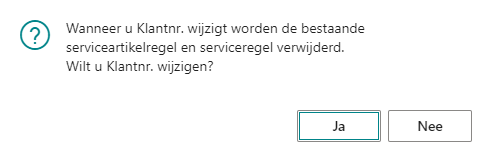 Wanneer u Klantnr. wijzigt worden de bestaande
serviceartikelregel en serviceregel verwijderd.
Wilt u Klantnr. wijzigen?
Ja
Nee